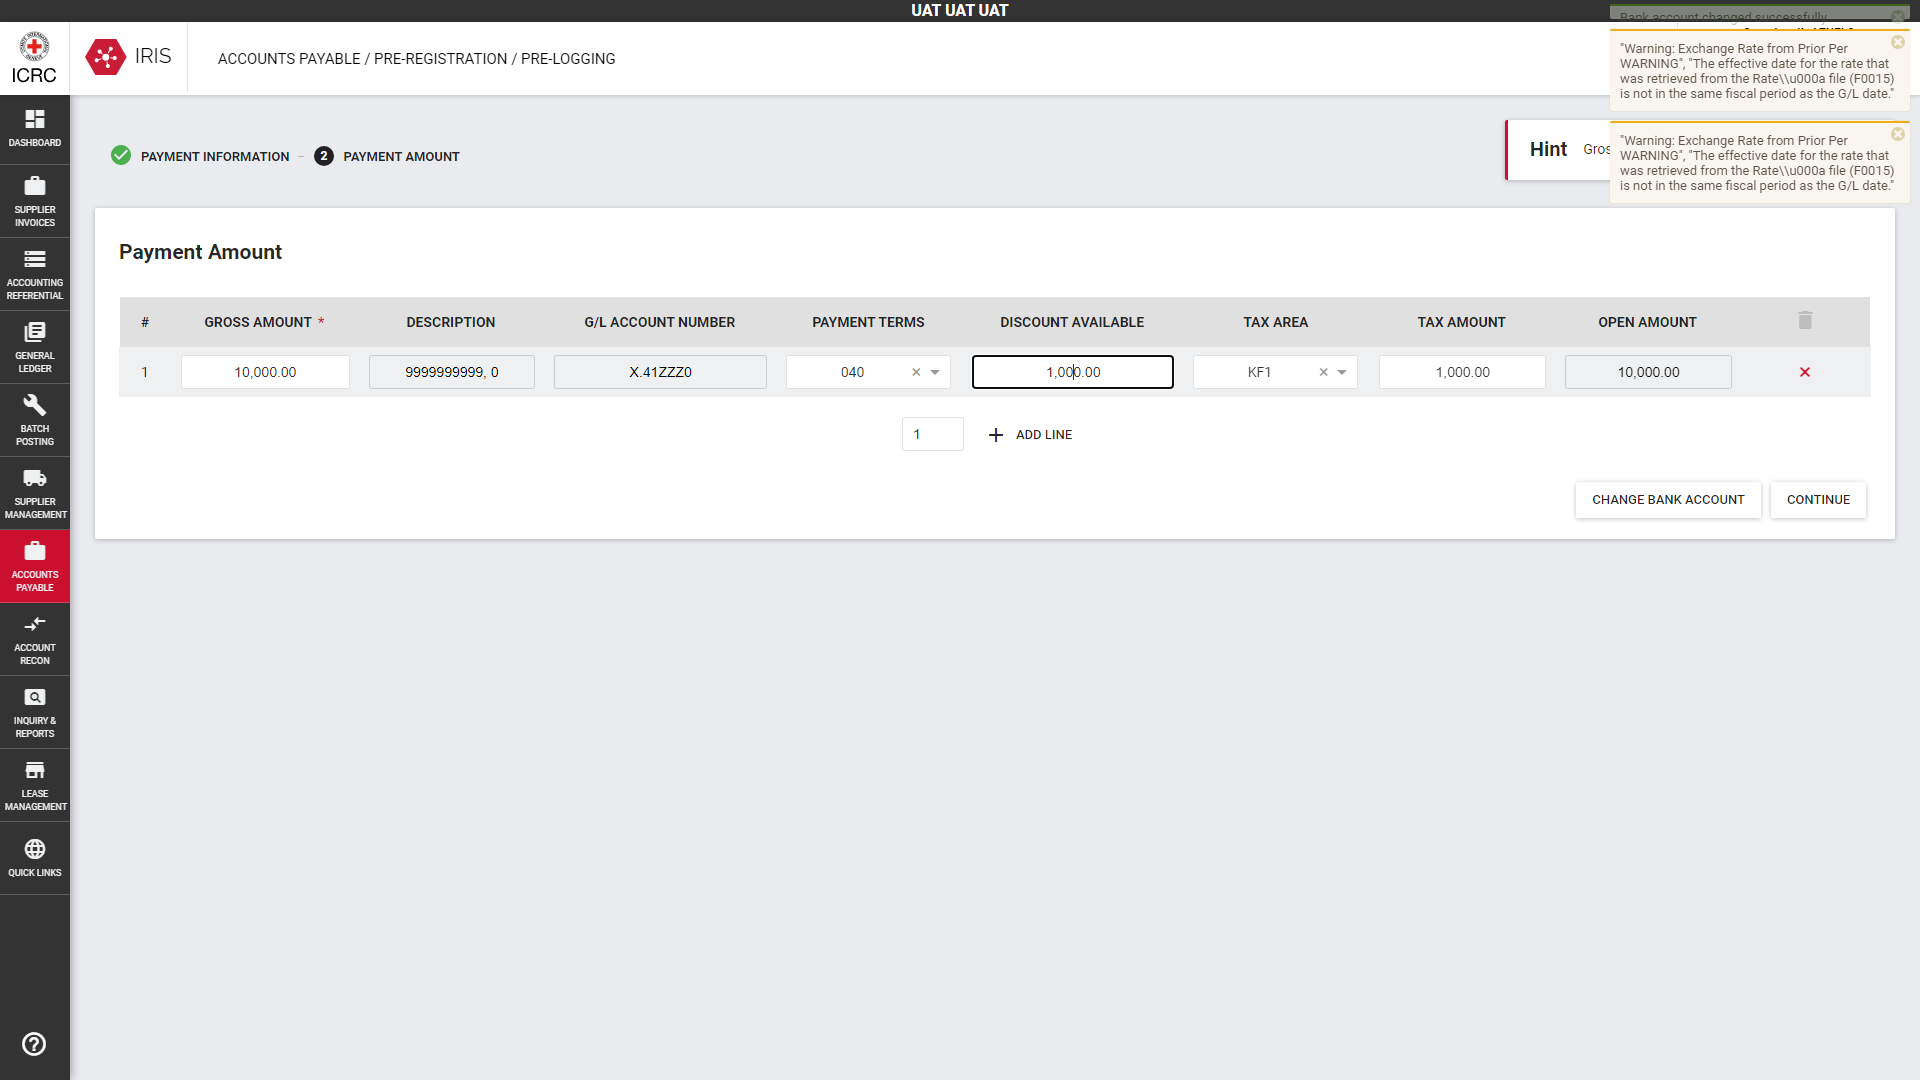 UAT UAT UAT
ICRC
IRIS
ACCOUNTS PAYABLE / PRE-REGISTRATION / PRE-LOGGING
Bank account changed successfully
"Warning: Exchange Rate from Prior Per
WARNING", "The effective date for the rate that
was retrieved from the Rate\\u000a file (F0015)
is not in the same fiscal period as the G/L date."
"Warning: Exchange Rate from Prior Per
WARNING", "The effective date for the rate that
was retrieved from the Rate\\u000a file (F0015)
is not in the same fiscal period as the G/L date."
DASHBOARD
SUPPLIER
INVOICES
ACCOUNTING
REFERENTIAL
GENERAL
LEDGER
BATCH
POSTING
SUPPLIER
MANAGEMENT
ACCOUNTS
PAYABLE
ACCOUNT
RECON
INQUIRY &
REPORTS
LEASE
MANAGEMENT
QUICK LINKS
PAYMENT INFORMATION
2 PAYMENT AMOUNT
Hint Gros
Payment Amount
# GROSS AMOUNT * DESCRIPTION G/L ACCOUNT NUMBER PAYMENT TERMS DISCOUNT AVAILABLE TAX AREA TAX AMOUNT OPEN AMOUNT
1 10,000.00 9999999999, 0 X.41ZZZ0 040 1,000.00 KF1 1,000.00 10,000.00
1 ADD LINE
CHANGE BANK ACCOUNT CONTINUE